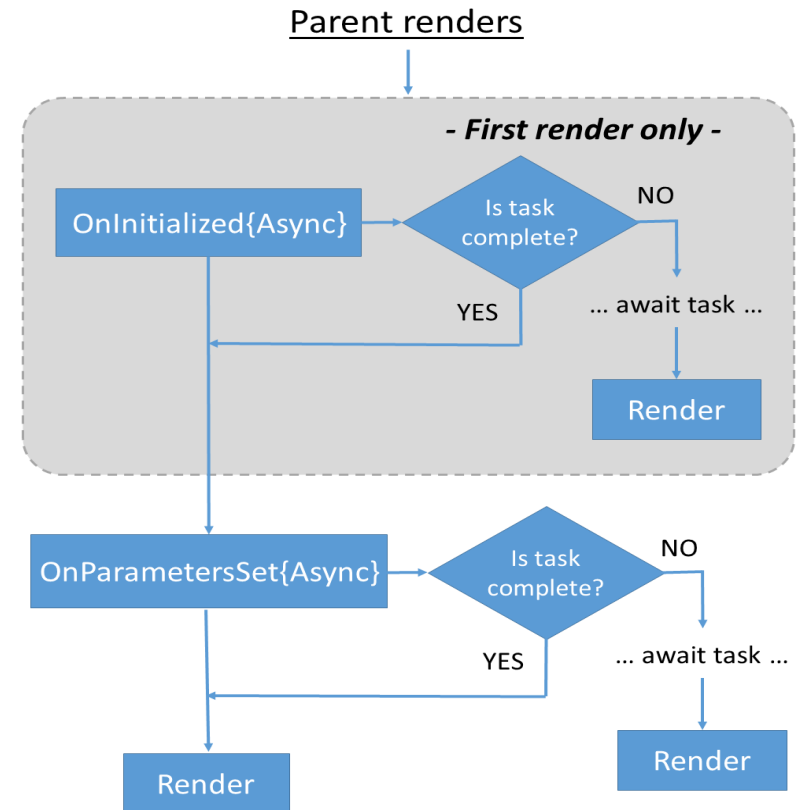 Parent renders
- First render only -
OnInitialized{Async}
Is task
complete?
NO
YES
... await task ...
Render
OnParametersSet{Async}
Is task
complete?
NO
YES
... await task ...
Render
Render